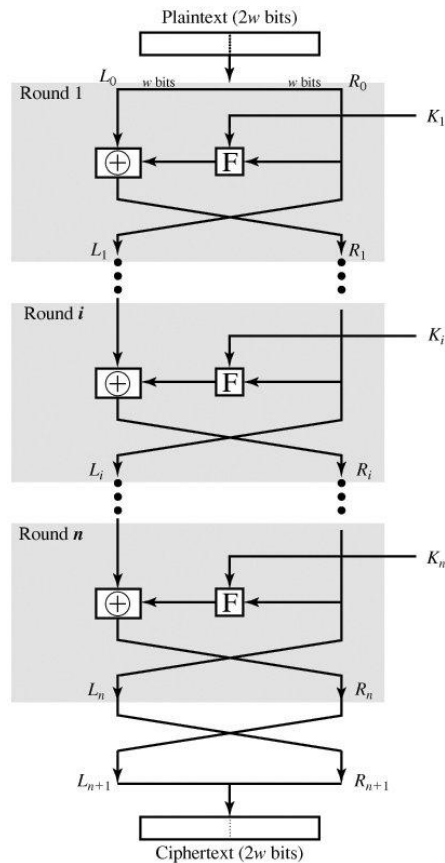 Plaintext (2w bits)
L0 w bits w bits R0
Round 1
K1
⊕ F
L1 R1
Round i
Ki
⊕ F
Li Ri
Round n
Kn
⊕ F
Ln Rn
Ln+1 Rn+1
Ciphertext (2w bits)